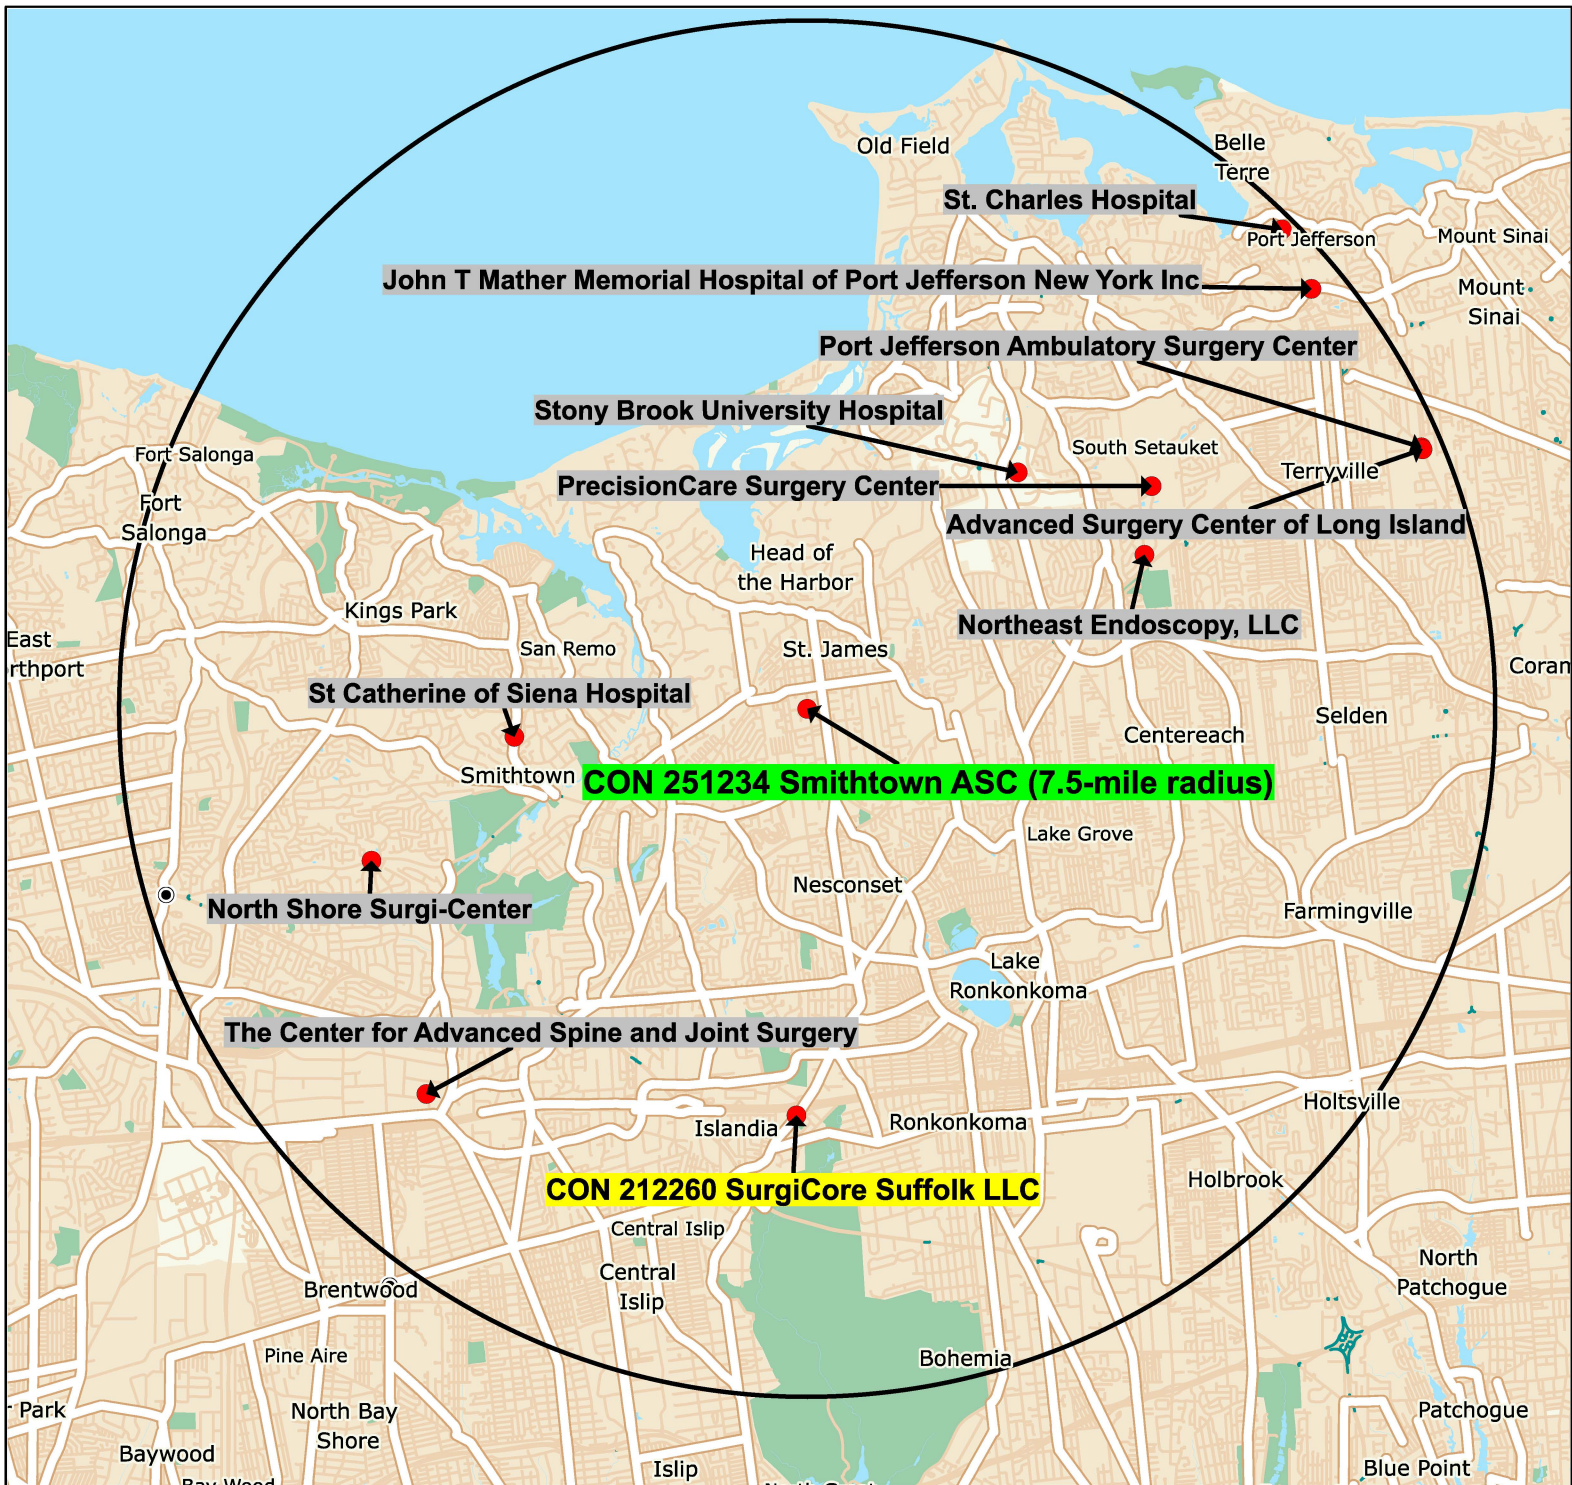 Old Field
Belle
Terre
St. Charles Hospital
Port Jefferson
Mount Sinai
John T Mather Memorial Hospital of Port Jefferson New York Inc
Mount
Sinai
Port Jefferson Ambulatory Surgery Center
Stony Brook University Hospital
South Setauket
Fort Salonga
Terryville
PrecisionCare Surgery Center
Fort
Salonga
Advanced Surgery Center of Long Island
Head of
the Harbor
Kings Park
Northeast Endoscopy, LLC
East
rthport
San Remo
St. James
Coram
St Catherine of Siena Hospital
Selden
Centereach
Smithtown
CON 251234 Smithtown ASC (7.5-mile radius)
Lake Grove
Nesconset
North Shore Surgi-Center
Farmingville
Lake
Ronkonkoma
The Center for Advanced Spine and Joint Surgery
Holtsville
Islandia
Ronkonkoma
Holbrook
CON 212260 SurgiCore Suffolk LLC
Central Islip
North
Patchogue
Central
Islip
Brentwood
Pine Aire
Bohemia
r Park
North Bay
Shore
Patchogue
Baywood
Islip
Blue Point
Bay Wood